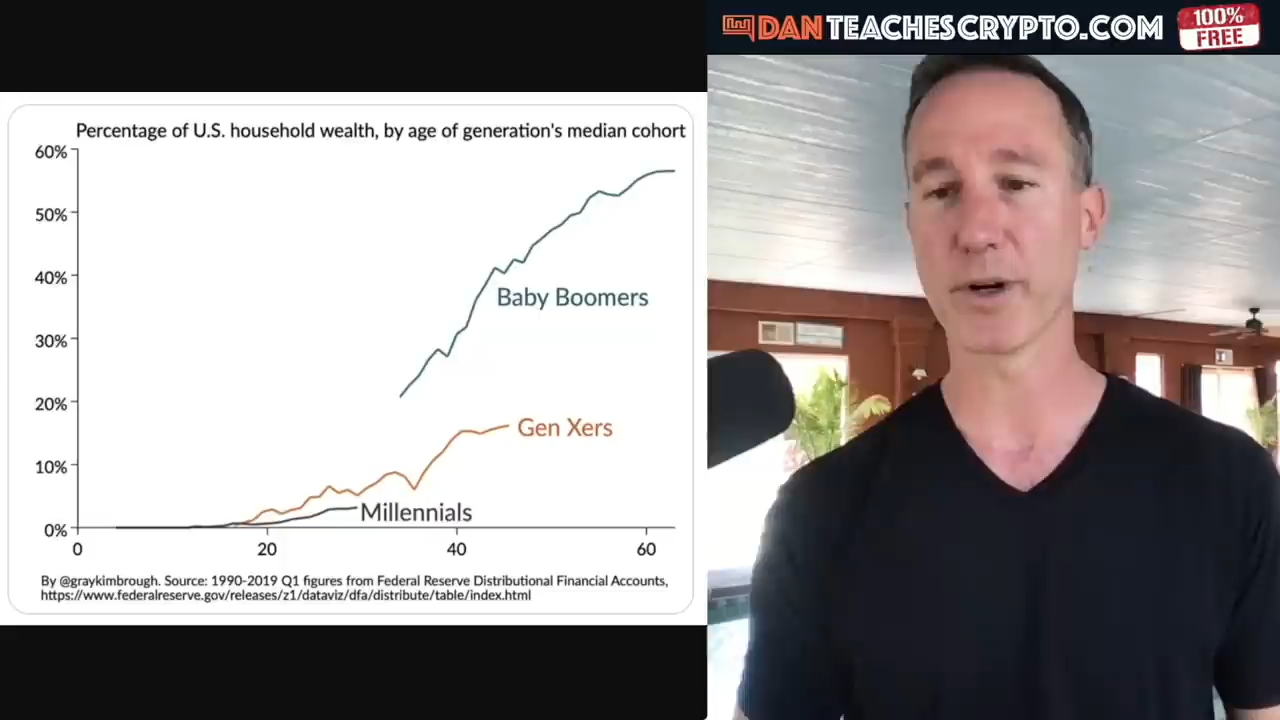 DANTEACHESCRYPTO.COM
100%
FREE
Percentage of U.S. household wealth, by age of generation's median cohort
60%
50%
40%
30%
20%
10%
0%
Baby Boomers
Gen Xers
Millennials
0
20
40
60
By @graykimbrough. Source: 1990-2019 Q1 figures from Federal Reserve Distributional Financial Accounts,
https://www.federalreserve.gov/releases/z1/dataviz/dfa/distribute/table/index.html